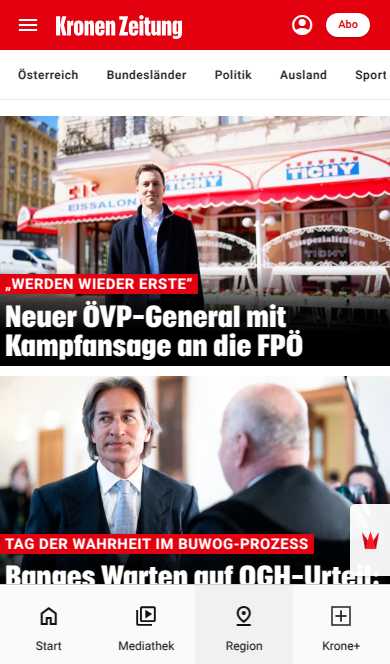 Kronen Zeitung
Abo
Österreich Bundesländer Politik Ausland Sport
EISSALON
TICHY
TICHY
„WERDEN WIEDER ERSTE“
Neuer ÖVP-General mit
Kampfansage an die FPÖ
TAG DER WAHRHEIT IM BUWOG-PROZESS
Banges Warten auf OGH-Urteil:
Start Mediathek Region Krone+